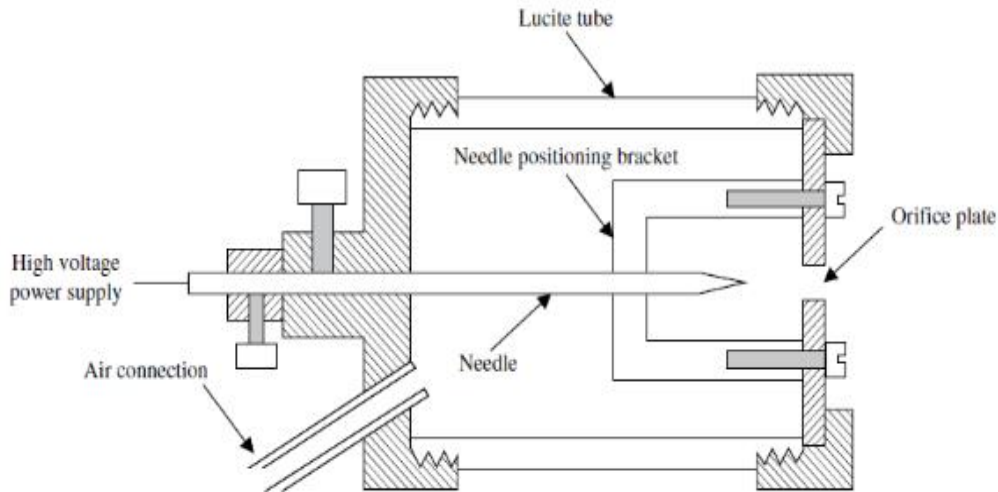 Lucite tube
Needle positioning bracket
Orifice plate
High voltage
power supply
Needle
Air connection